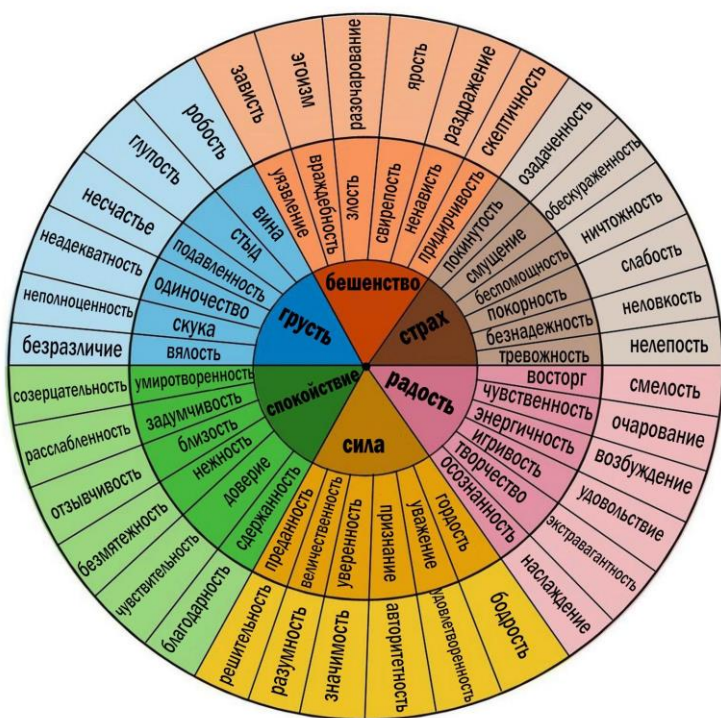 зависть
эгоизм
разочарование
ярость
раздражение
скептичность
озадаченность
обескураженность
ничтожность
слабость
неловкость
нелепость
смелость
очарование
возбуждение
удовольствие
экстравагантность
наслаждение
бодрость
удовлетворенность
авторитетность
значимость
разумность
решительность
благодарность
чувствительность
безмятежность
отзывчивость
расслабленность
созерцательность
безразличие
неполноценность
неадекватность
несчастье
глупость
робость
уязвление
враждебность
злость
свирепость
ненависть
придирчивость
покинутость
смущение
беспомощность
покорность
безнадежность
тревожность
восторг
чувственность
энергичность
игривость
творчество
осознанность
гордость
уважение
признание
уверенность
величественность
преданность
сдержанность
доверие
нежность
близость
задумчивость
умиротворенность
вялость
скука
одиночество
подавленность
стыд
вина
бешенство
страх
радость
сила
спокойствие
грусть